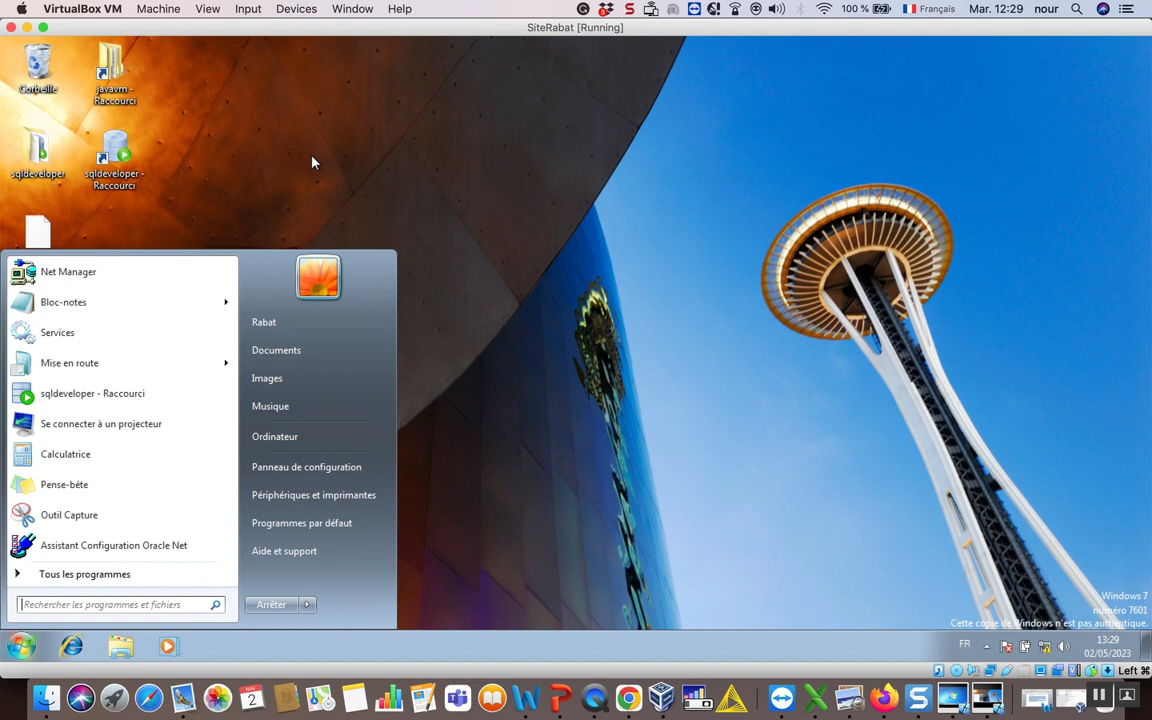 VirtualBox VM Machine View Input Devices Window Help
100 % Français Mar. 12:29 nour
SiteRabat [Running]
Corbeille
javavm - Raccourci
sqldeveloper
sqldeveloper - Raccourci
Net Manager
Bloc-notes
Services
Mise en route
sqldeveloper - Raccourci
Se connecter à un projecteur
Calculatrice
Pense-bête
Outil Capture
Assistant Configuration Oracle Net
Tous les programmes
Rechercher les programmes et fichiers
Rabat
Documents
Images
Musique
Ordinateur
Panneau de configuration
Périphériques et imprimantes
Programmes par défaut
Aide et support
Arrêter
Windows 7
numéro 7601
Cette copie de Windows n'est pas authentique.
FR
13:29
02/05/2023
Left ⌘
2